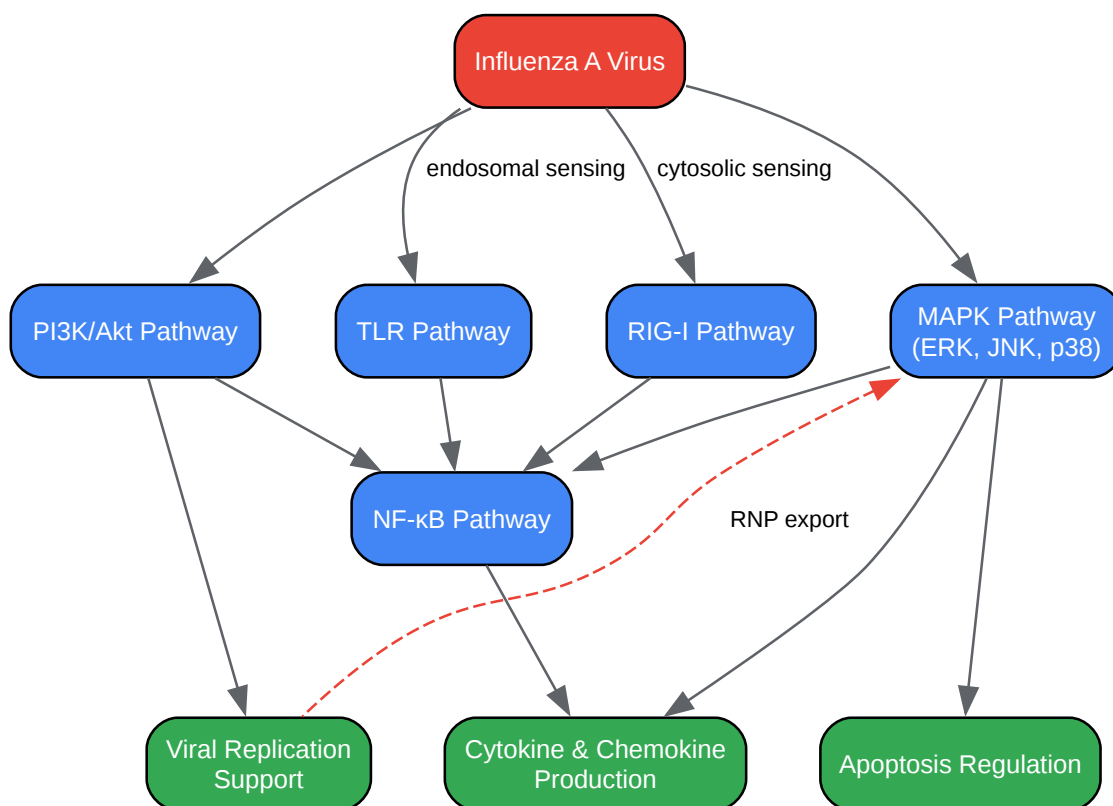 Influenza A Virus
endosomal sensing
cytosolic sensing
PI3K/Akt Pathway
TLR Pathway
RIG-I Pathway
MAPK Pathway
(ERK, JNK, p38)
NF-κB Pathway
RNP export
Viral Replication
Support
Cytokine & Chemokine
Production
Apoptosis Regulation